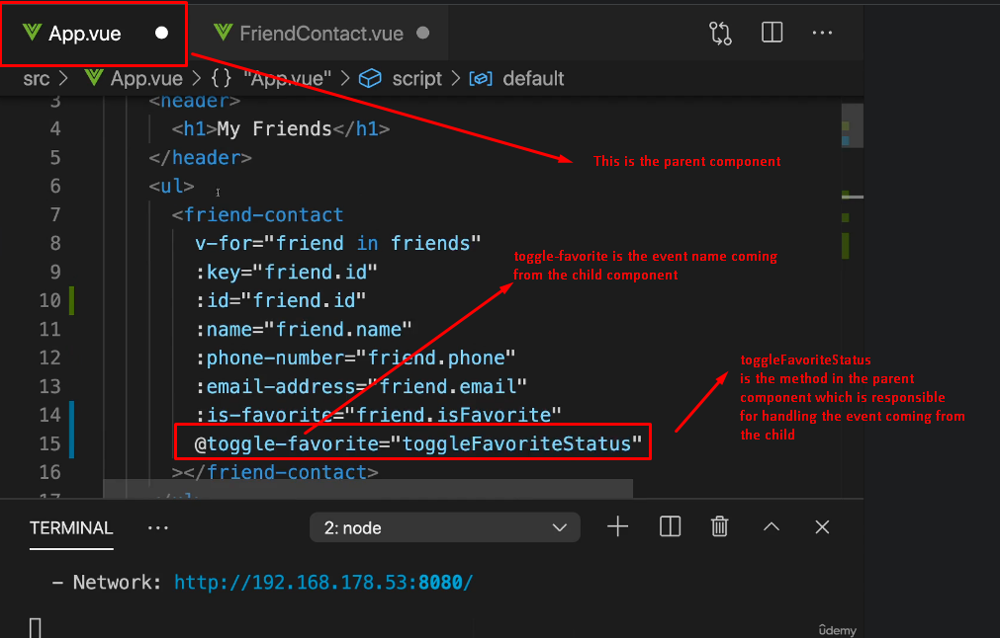 App.vue
FriendContact.vue
src > App.vue > {} "App.vue" > script > default
3 <header>
4 <h1>My Friends</h1>
5 </header>
6 <ul>
7 <friend-contact
8 v-for="friend in friends"
9 :key="friend.id"
10 :id="friend.id"
11 :name="friend.name"
12 :phone-number="friend.phone"
13 :email-address="friend.email"
14 :is-favorite="friend.isFavorite"
15 @toggle-favorite="toggleFavoriteStatus"
16 ></friend-contact>
17 </ul>
This is the parent component
toggle-favorite is the event name coming
from the child component
toggleFavoriteStatus
is the method in the parent
component which is responsible
for handling the event coming from
the child
TERMINAL ···
2: node
– Network: http://192.168.178.53:8080/
ûdemy